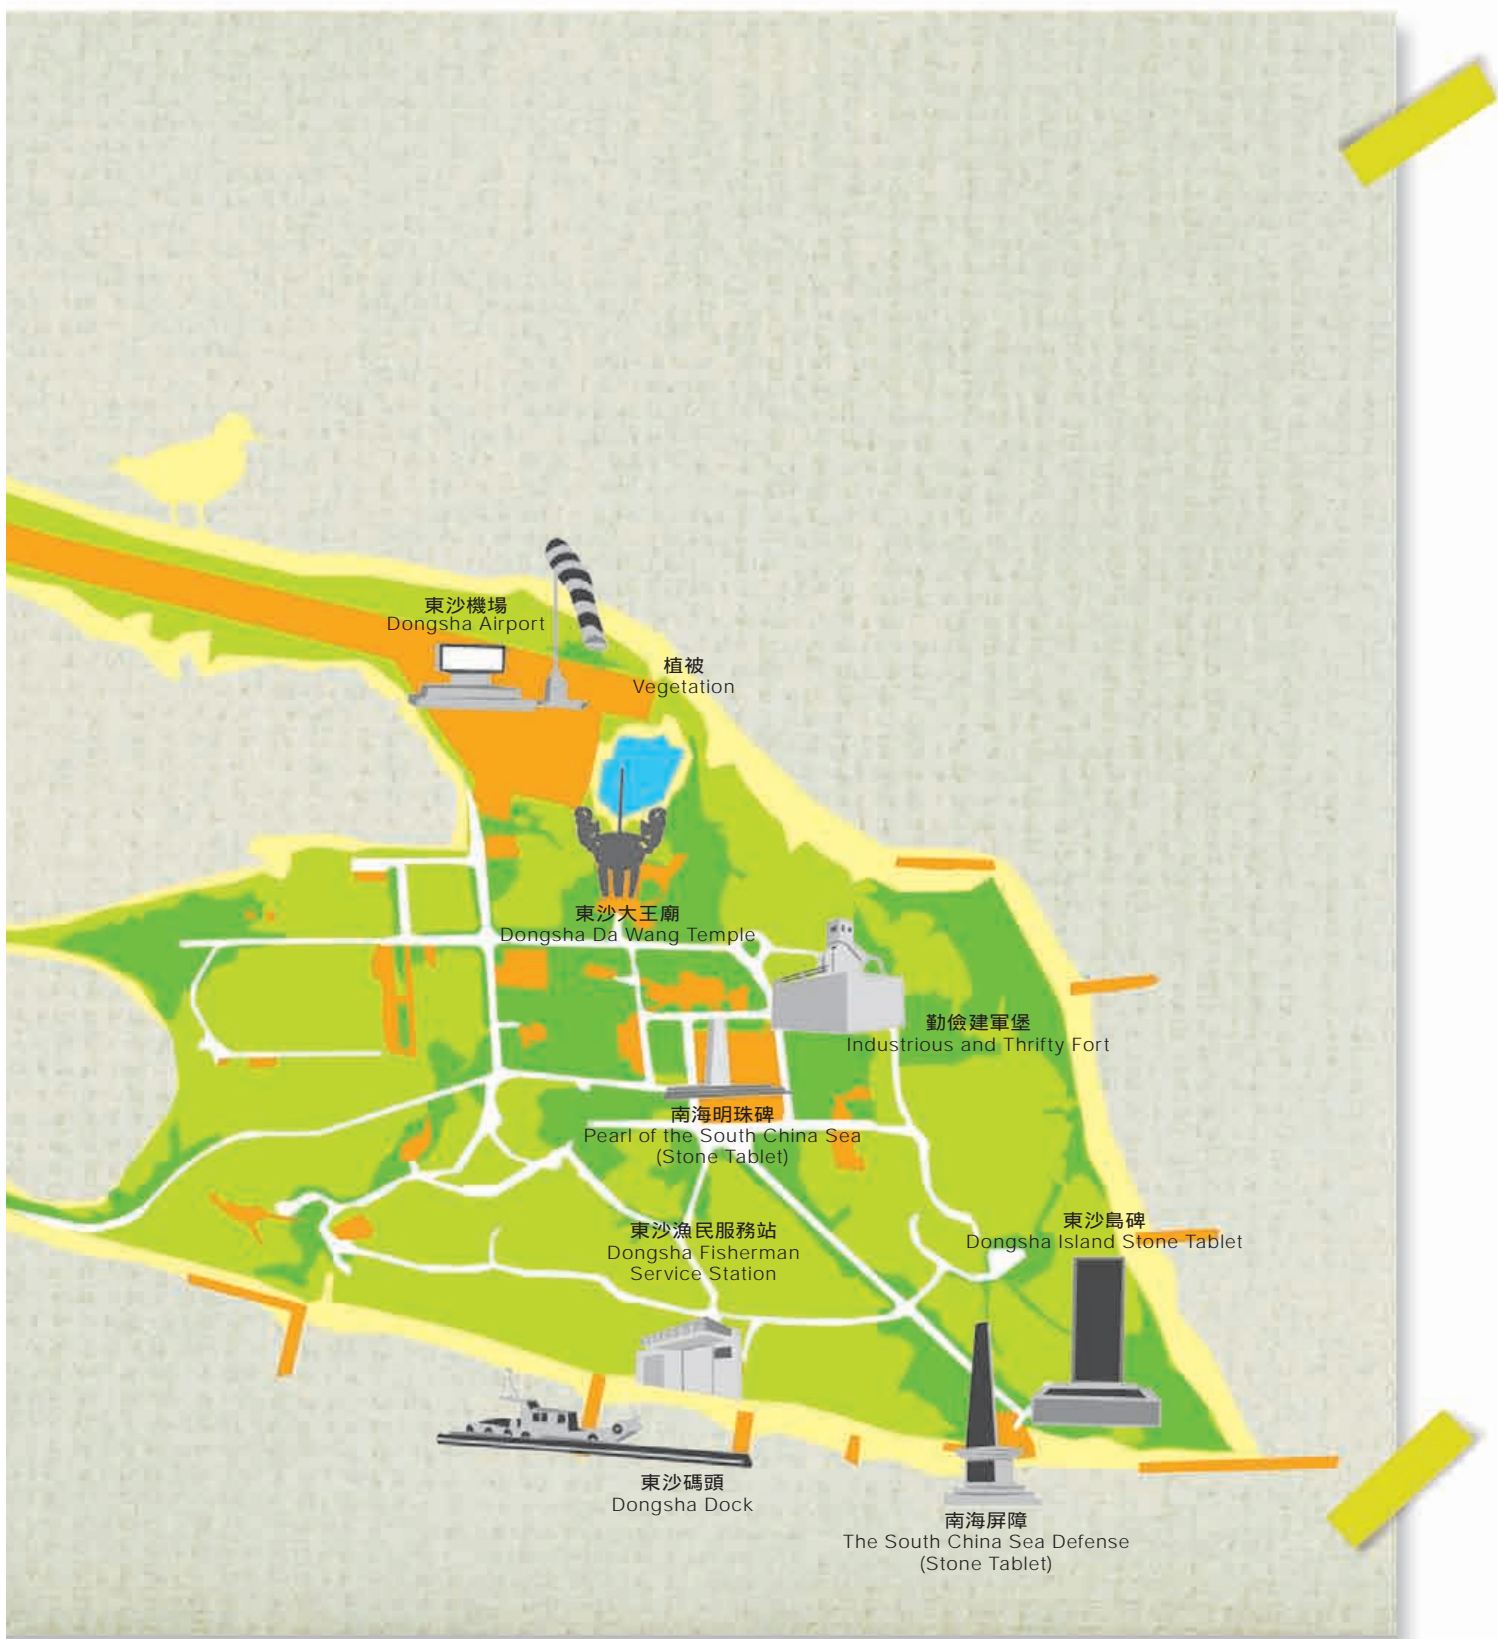 東沙機場
Dongsha Airport
植被
Vegetation
東沙大王廟
Dongsha Da Wang Temple
勤儉建軍堡
Industrious and Thrifty Fort
南海明珠碑
Pearl of the South China Sea
(Stone Tablet)
東沙漁民服務站
Dongsha Fisherman
Service Station
東沙島碑
Dongsha Island Stone Tablet
東沙碼頭
Dongsha Dock
南海屏障
The South China Sea Defense
(Stone Tablet)